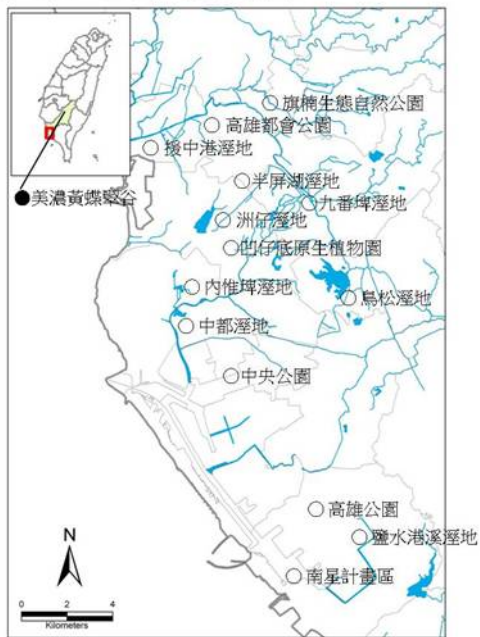 旗楠生態自然公園
高雄都會公園
援中港溼地
半屏湖溼地
美濃黃蝶翠谷
九番埤溼地
洲仔溼地
凹仔底原生植物園
內惟埤溼地
鳥松溼地
中都溼地
中央公園
高雄公園
鹽水港溪溼地
南星計畫區
N
0 2 4
Kilometers